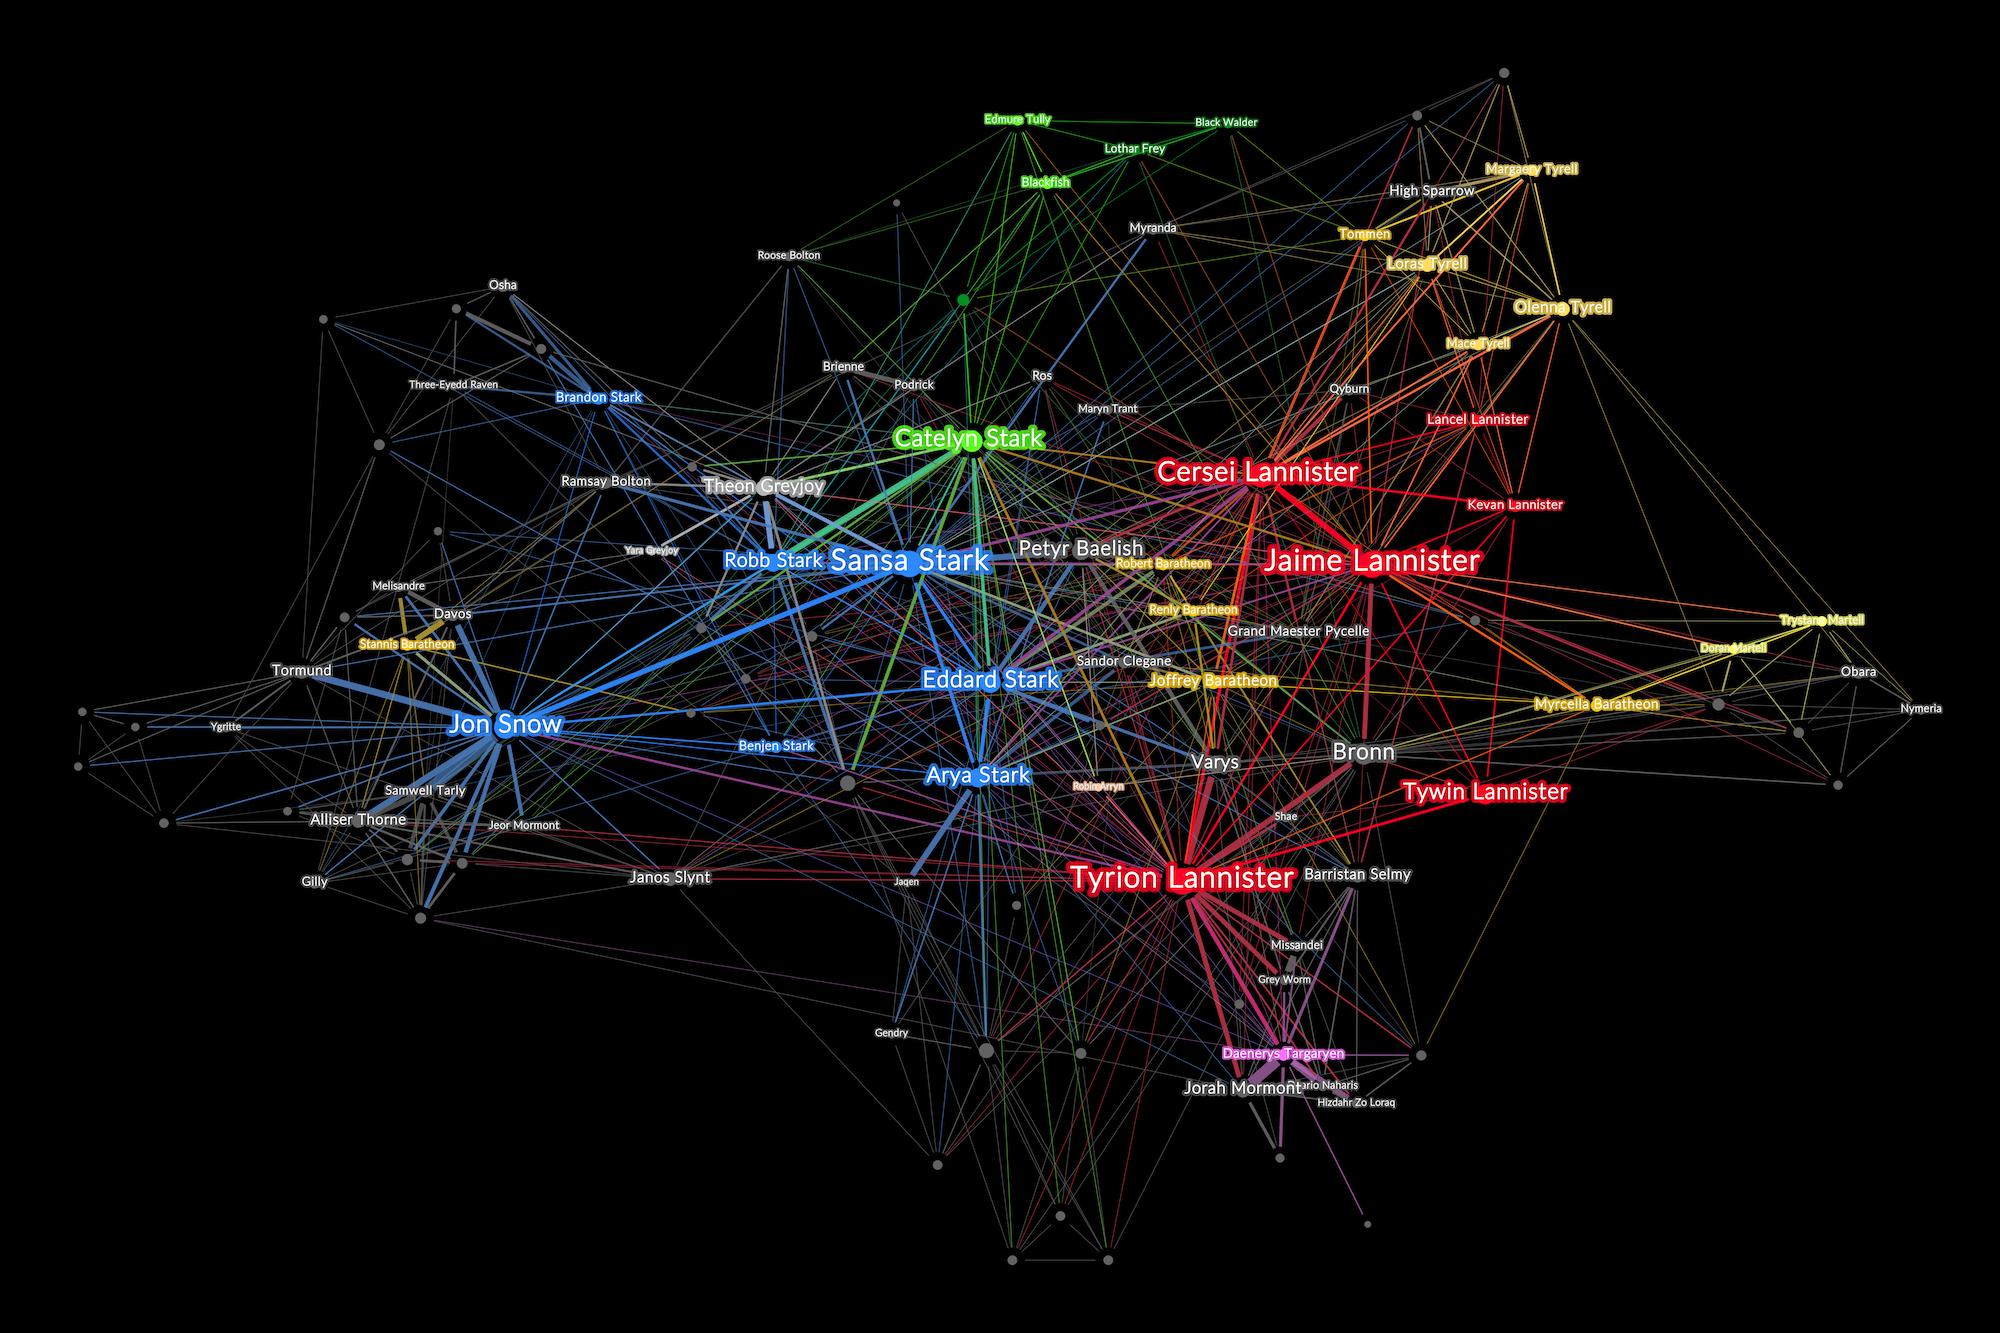 Edmure Tully
Black Walder
Lothar Frey
Margaery Tyrell
Blackfish
High Sparrow
Myranda
Tommen
Roose Bolton
Loras Tyrell
Osha
Olenna Tyrell
Mace Tyrell
Brienne
Ros
Three-Eyedd Raven
Podrick
Qyburn
Brandon Stark
Maryn Trant
Lancel Lannister
Catelyn Stark
Cersei Lannister
Ramsay Bolton
Theon Greyjoy
Kevan Lannister
Yara Greyjoy
Petyr Baelish
Robb Stark
Sansa Stark
Robert Baratheon
Jaime Lannister
Melisandre
Davos
Renly Baratheon
Trystane Martell
Grand Maester Pycelle
Stannis Baratheon
Doran Martell
Sandor Clegane
Tormund
Obara
Eddard Stark
Joffrey Baratheon
Myrcella Baratheon
Nymeria
Ygritte
Jon Snow
Benjen Stark
Bronn
Varys
Arya Stark
Robin Arryn
Samwell Tarly
Tywin Lannister
Alliser Thorne
Jeor Mormont
Shae
Gilly
Janos Slynt
Jaqen
Tyrion Lannister
Barristan Selmy
Missandei
Grey Worm
Gendry
Daenerys Targaryen
Jorah Mormont
ario Naharis
Hizdahr Zo Loraq